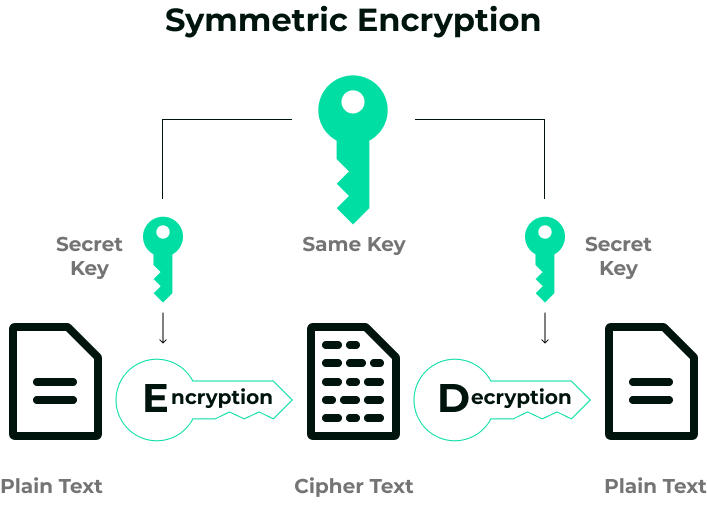 Symmetric Encryption
Secret
Key
Same Key
Secret
Key
Encryption
Decryption
Plain Text
Cipher Text
Plain Text